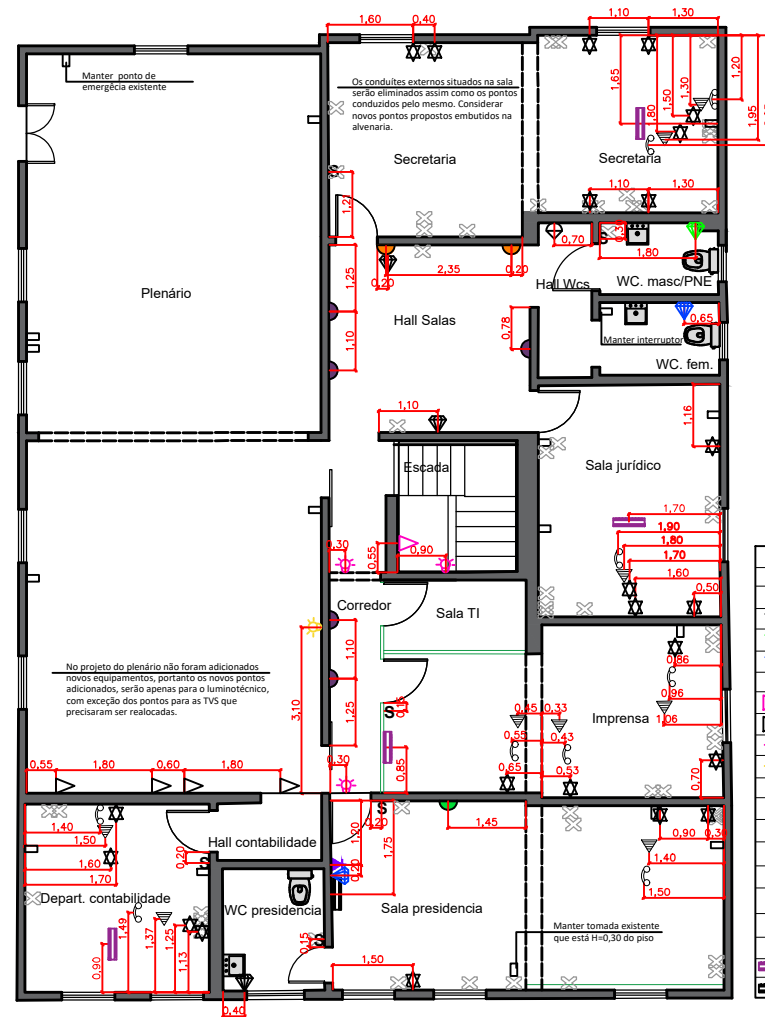 1,60 0,40 1,10 1,30
Manter ponto de
emergêcia existente
Os conduítes externos situados na sala
serão eliminados assim como os pontos
conduzidos pelo mesmo. Considerar
novos pontos propostos embutidos na
alvenaria.
1,65
1,80
1,50
1,30
1,20
1,95
Secretaria
Secretaria
S
1,10 1,30
0,70
S
1,80
Plenário
1,25
0,20
2,35
0,20
Hall Wcs
WC. masc/PNE
Hall Salas
0,78
0,65
Manter interruptor
WC. fem.
1,10
1,10
1,16
Escada
Sala jurídico
1,70
1,90
1,80
1,70
1,60
0,50
0,30
0,55
0,90
Corredor
Sala TI
No projeto do plenário não foram adicionados
novos equipamentos, portanto os novos pontos
adicionados, serão apenas para o luminotécnico,
com exceção dos pontos para as TVS que
precisaram ser realocadas.
3,10
1,10
1,25
0,15
S
0,86
0,96
1,06
Imprensa
0,45 0,33
0,55 0,43
0,65 0,53
0,85
0,70
0,30
0,55 1,80 0,60 1,80
1,40
1,50
1,60
1,70
Hall contabilidade
0,20
S
1,20
0,20
S
1,75
0,20
1,45
0,90 0,30
1,40
1,50
Depart. contabilidade
WC presidencia
Sala presidencia
Manter tomada existente
que está H=0,30 do piso
0,90
1,49
1,37
1,25
1,13
0,15
S
1,50
0,40